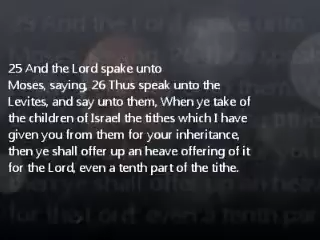 25 And the Lord spake unto
Moses, saying, 26 Thus speak unto the
Levites, and say unto them, When ye take of
the children of Israel the tithes which I have
given you from them for your inheritance,
then ye shall offer up an heave offering of it
for the Lord, even a tenth part of the tithe.